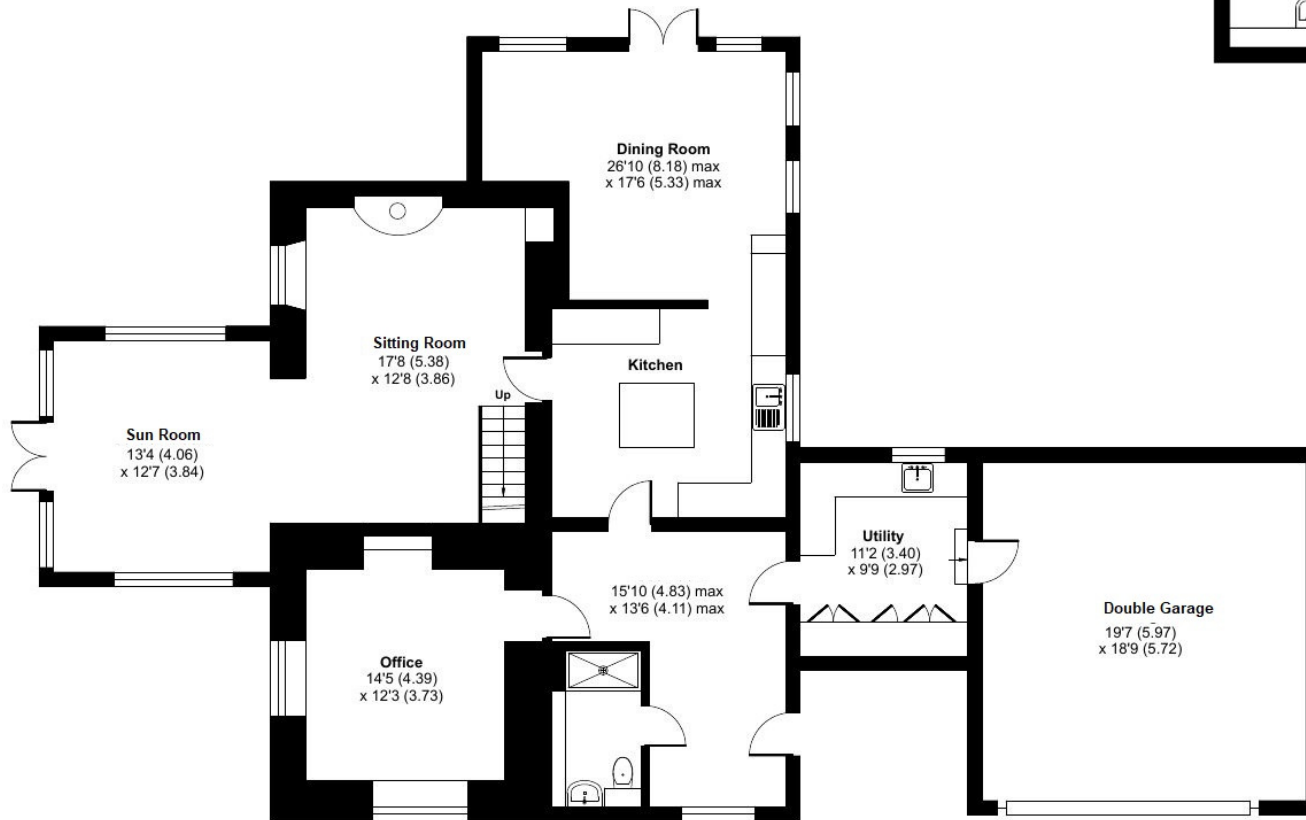 Dining Room
26'10 (8.18) max
x 17'6 (5.33) max
Sitting Room
17'8 (5.38)
x 12'8 (3.86)
Kitchen
Up
Sun Room
13'4 (4.06)
x 12'7 (3.84)
Utility
11'2 (3.40)
x 9'9 (2.97)
15'10 (4.83) max
x 13'6 (4.11) max
Double Garage
19'7 (5.97)
x 18'9 (5.72)
Office
14'5 (4.39)
x 12'3 (3.73)